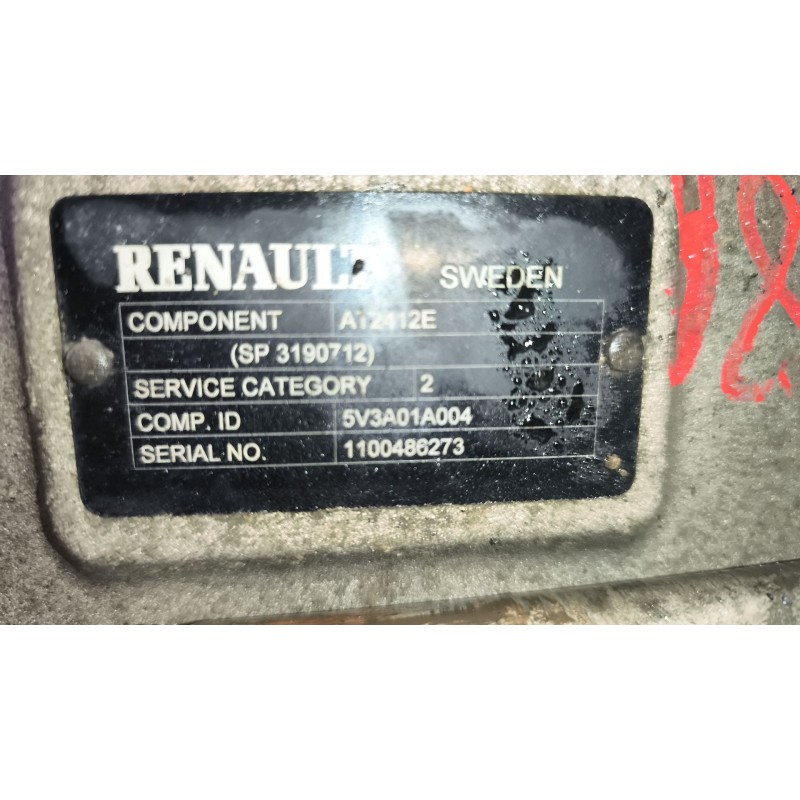 RENAULT SWEDEN
COMPONENT AT2412E
(SP 3190712)
SERVICE CATEGORY 2
COMP. ID 5V3A01A004
SERIAL NO. 1100486273